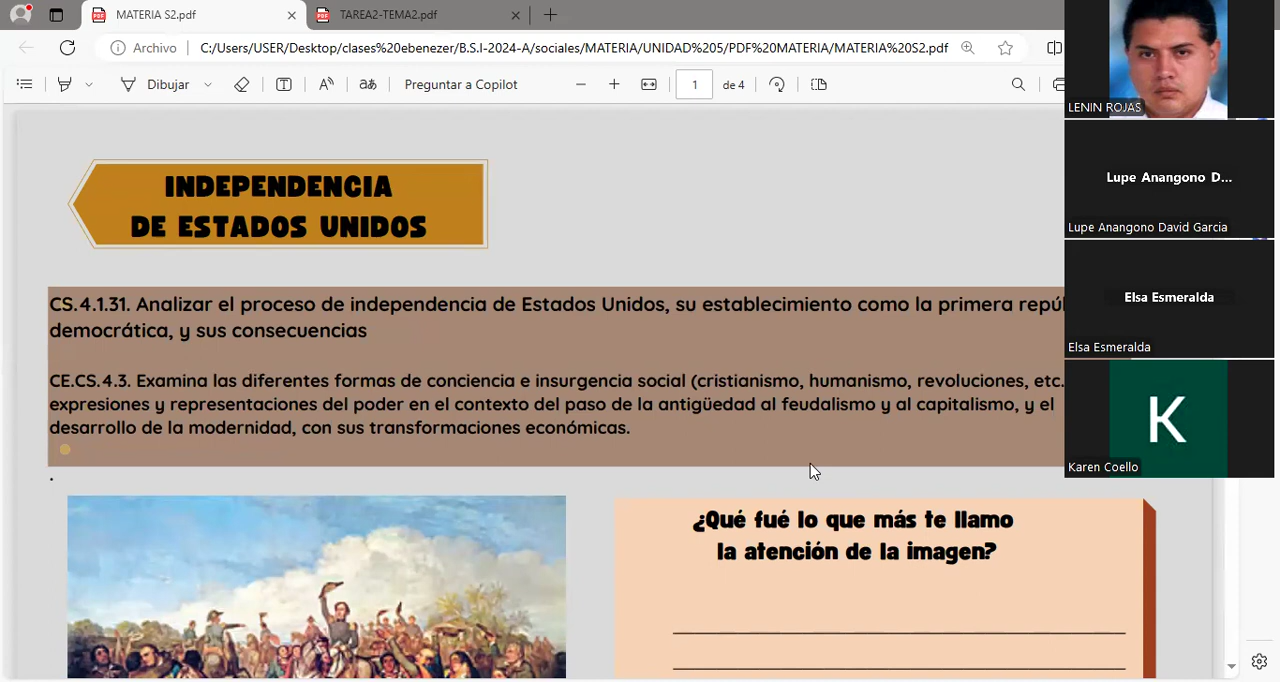 MATERIA S2.pdf
TAREA2-TEMA2.pdf
Archivo
C:/Users/USER/Desktop/clases%20ebenezer/B.S.I-2024-A/sociales/MATERIA/UNIDAD%205/PDF%20MATERIA/MATERIA%20S2.pdf
Dibujar
Preguntar a Copilot
1
de 4
INDEPENDENCIA
DE ESTADOS UNIDOS
CS.4.1.31. Analizar el proceso de independencia de Estados Unidos, su establecimiento como la primera repú
democrática, y sus consecuencias
CE.CS.4.3. Examina las diferentes formas de conciencia e insurgencia social (cristianismo, humanismo, revoluciones, etc.
expresiones y representaciones del poder en el contexto del paso de la antigüedad al feudalismo y al capitalismo, y el
desarrollo de la modernidad, con sus transformaciones económicas.
¿Qué fué lo que más te llamo
la atención de la imagen?
LENIN ROJAS
Lupe Anangono D...
Lupe Anangono David Garcia
Elsa Esmeralda
Elsa Esmeralda
K
Karen Coello